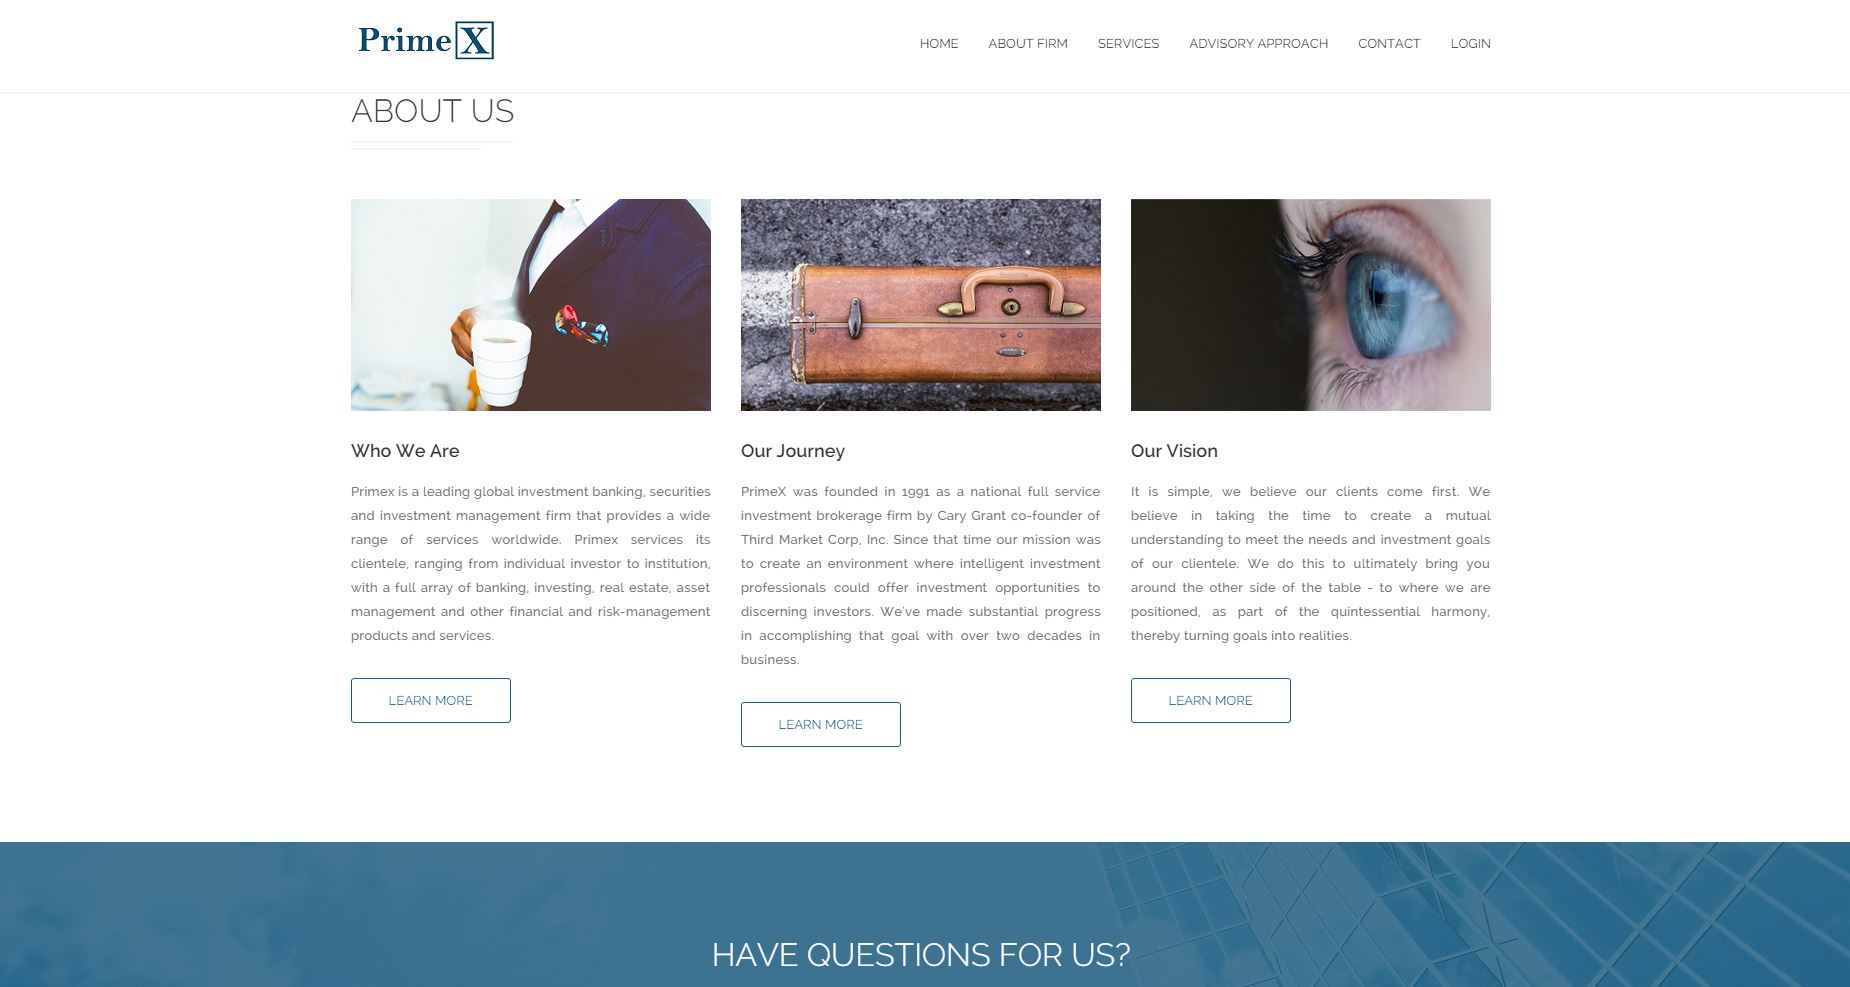 Prime X
HOME ABOUT FIRM SERVICES ADVISORY APPROACH CONTACT LOGIN
ABOUT US
Who We Are
Primex is a leading global investment banking, securities
and investment management firm that provides a wide
range of services worldwide. Primex services its
clientele, ranging from individual investor to institution,
with a full array of banking, investing, real estate, asset
management and other financial and risk-management
products and services.
LEARN MORE
Our Journey
PrimeX was founded in 1991 as a national full service
investment brokerage firm by Cary Grant co-founder of
Third Market Corp, Inc. Since that time our mission was
to create an environment where intelligent investment
professionals could offer investment opportunities to
discerning investors. We've made substantial progress
in accomplishing that goal with over two decades in
business.
LEARN MORE
Our Vision
It is simple, we believe our clients come first. We
believe in taking the time to create a mutual
understanding to meet the needs and investment goals
of our clientele. We do this to ultimately bring you
around the other side of the table - to where we are
positioned, as part of the quintessential harmony,
thereby turning goals into realities.
LEARN MORE
HAVE QUESTIONS FOR US?